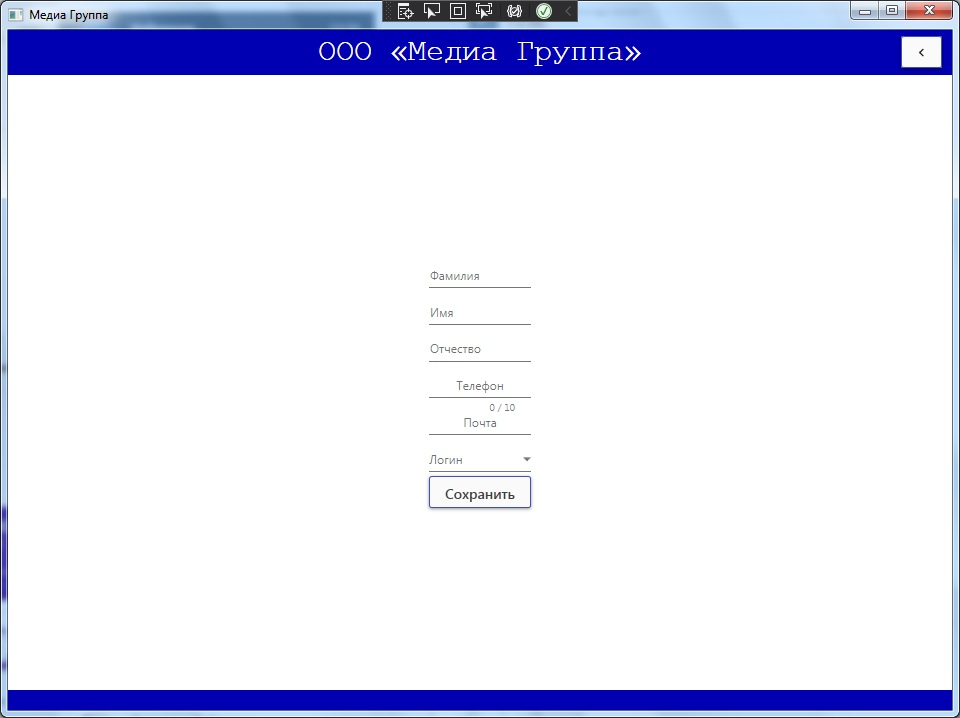 Медиа Группа
ООО «Медиа Группа»
Фамилия
Имя
Отчество
Телефон
0 / 10
Почта
Логин
Сохранить